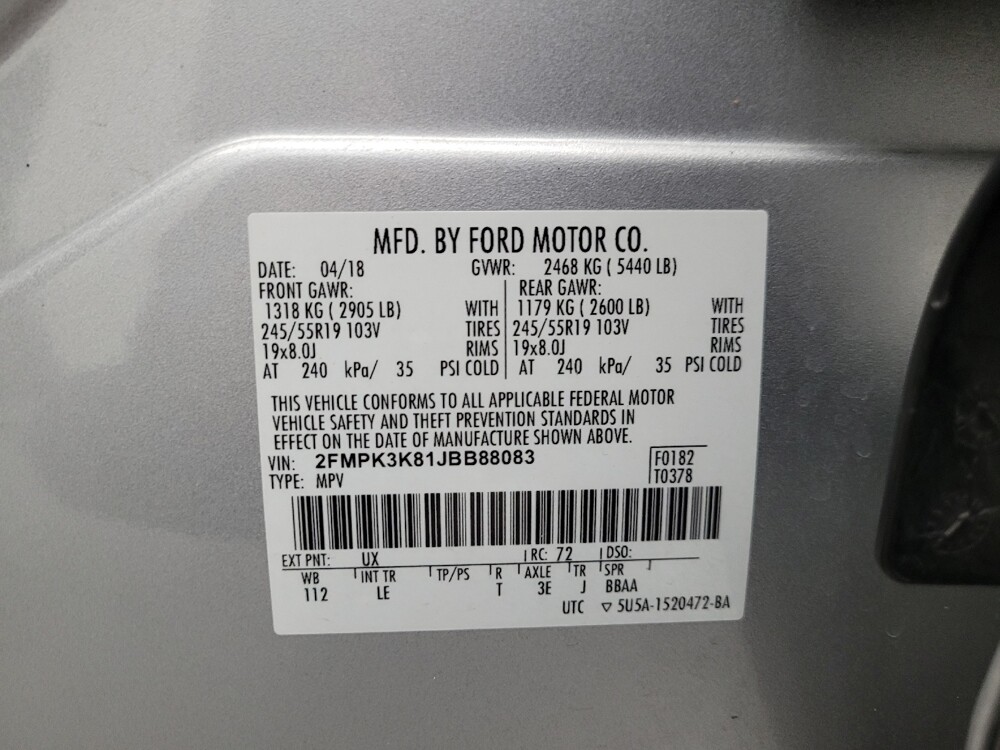 MFD. BY FORD MOTOR CO.
DATE: 04/18 GVWR: 2468 KG ( 5440 LB)
FRONT GAWR: REAR GAWR:
1318 KG ( 2905 LB) WITH 1179 KG ( 2600 LB) WITH
245/55R19 103V TIRES 245/55R19 103V TIRES
19x8.0J RIMS 19x8.0J RIMS
AT 240 kPa/ 35 PSI COLD AT 240 kPa/ 35 PSI COLD
THIS VEHICLE CONFORMS TO ALL APPLICABLE FEDERAL MOTOR
VEHICLE SAFETY AND THEFT PREVENTION STANDARDS IN
EFFECT ON THE DATE OF MANUFACTURE SHOWN ABOVE.
VIN: 2FMPK3K81JBB88083 F0182
TYPE: MPV T0378
EXT PNT: UX RC: 72 DSO:
WB INT TR TP/PS R AXLE TR SPR
112 LE T 3E J BBAA
UTC ▽ 5U5A-1520472-BA